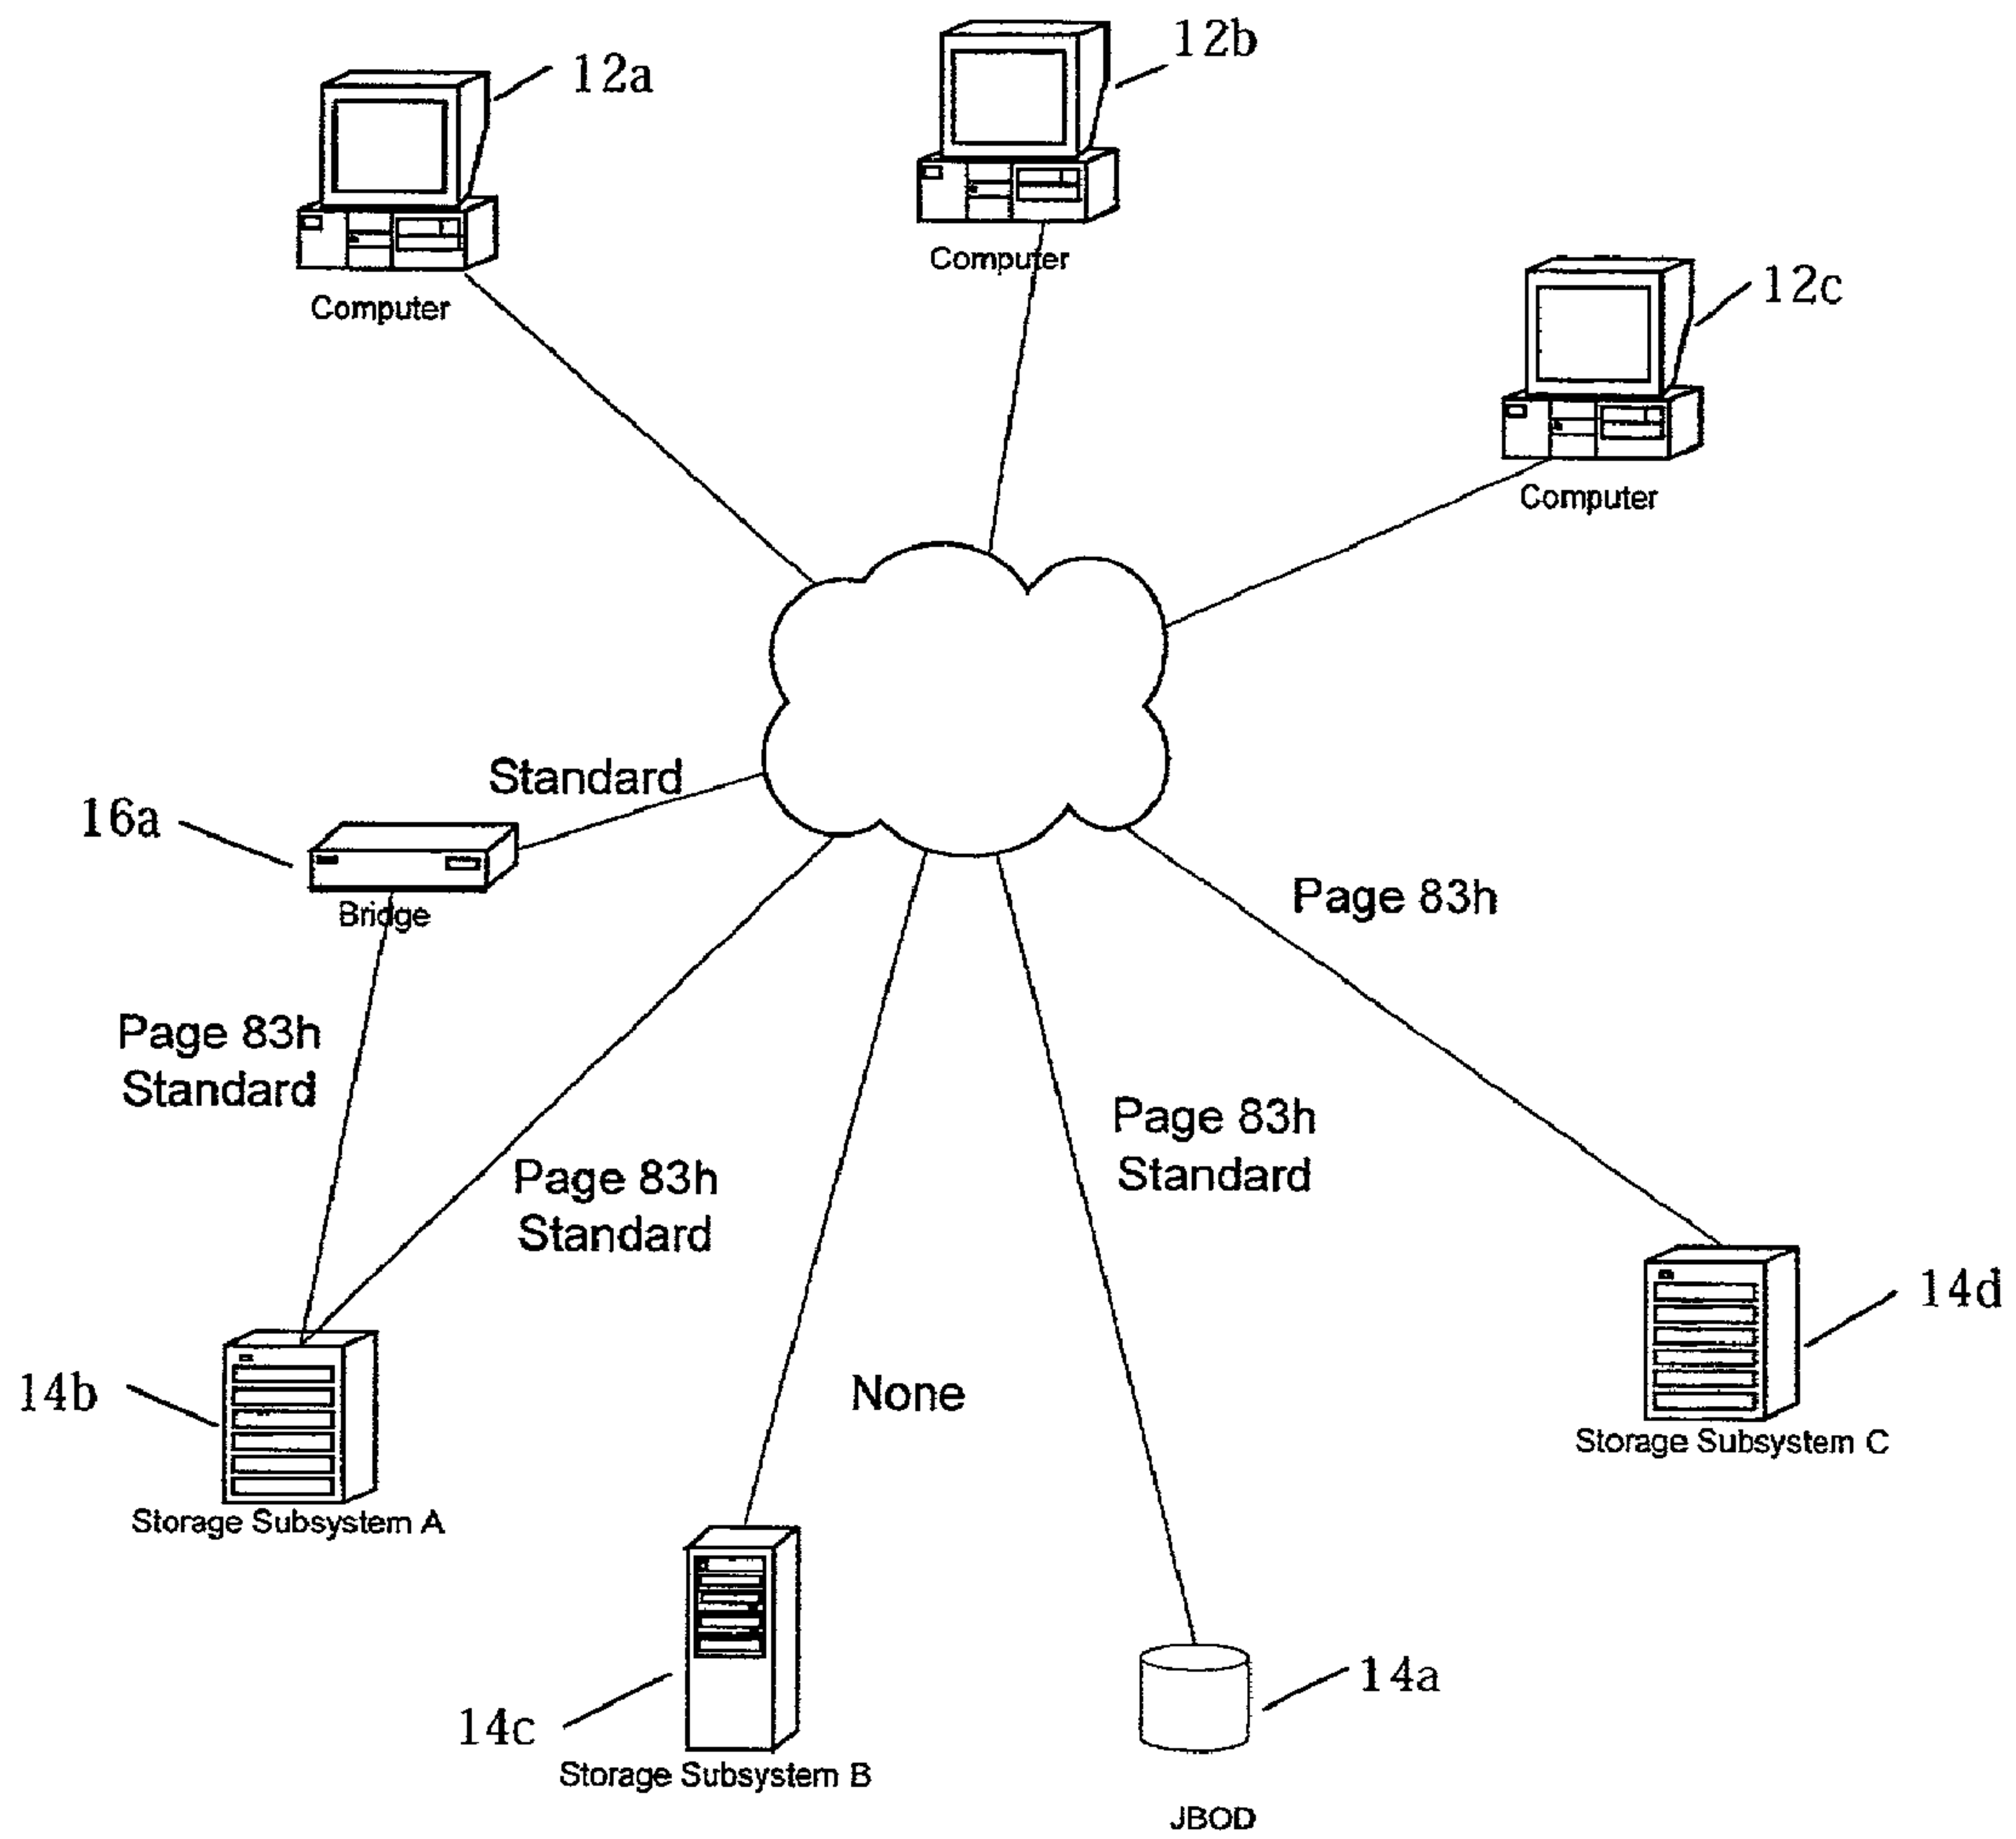 12b
12a
Computer
12c
Computer
Computer
Standard
16a
Bridge
Page 83h
Page 83h
Standard
Page 83h
Standard
Page 83h
Standard
14d
14b
None
Storage Subsystem C
Storage Subsystem A
14a
14c
Storage Subsystem B
JBOD